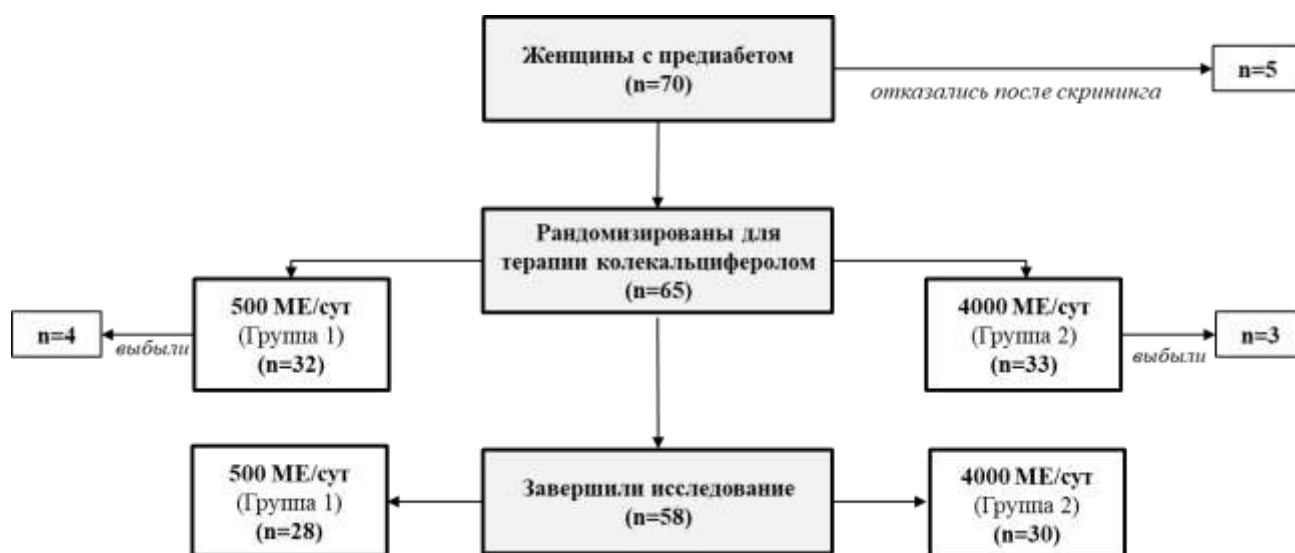 Женщины с предиабетом
(n=70)
n=5
отказались после скрининга
Рандомизированы для
терапии колекальциферолом
(n=65)
500 МЕ/сут
(Группа 1)
(n=32)
n=4
выбыли
4000 МЕ/сут
(Группа 2)
(n=33)
n=3
выбыли
500 МЕ/сут
(Группа 1)
(n=28)
Завершили исследование
(n=58)
4000 МЕ/сут
(Группа 2)
(n=30)